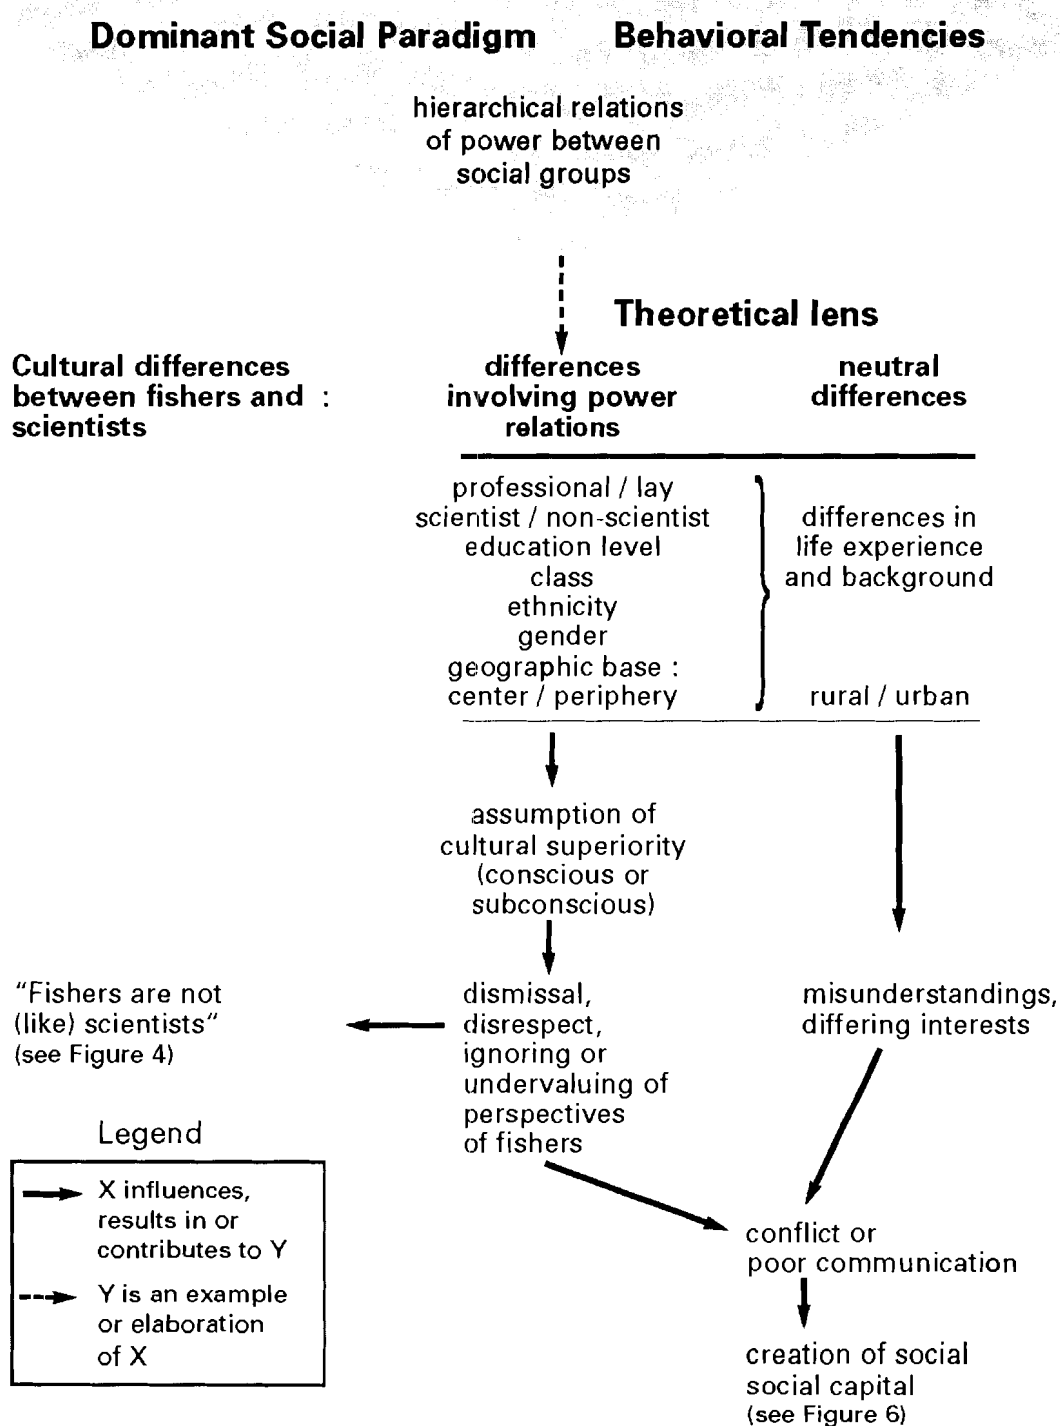 Dominant Social Paradigm
Behavioral Tendencies
hierarchical relations
of power between
social groups
Theoretical lens
Cultural differences
between fishers and :
scientists
differences
involving power
relations
neutral
differences
professional / lay
scientist / non-scientist
education level
class
ethnicity
gender
geographic base :
center / periphery
differences in
life experience
and background
rural / urban
assumption of
cultural superiority
(conscious or
subconscious)
"Fishers are not
(like) scientists"
(see Figure 4)
dismissal,
disrespect,
ignoring or
undervaluing of
perspectives
of fishers
misunderstandings,
differing interests
conflict or
poor communication
creation of social
social capital
(see Figure 6)
Legend
X influences,
results in or
contributes to Y
Y is an example
or elaboration
of X